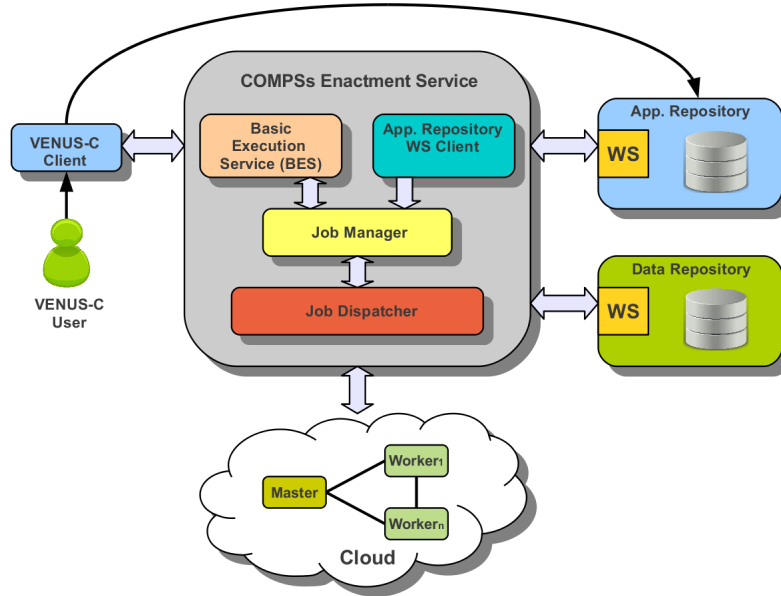 COMPSs Enactment Service
App. Repository
WS
VENUS-C
Client
Basic
Execution
Service (BES)
App. Repository
WS Client
Job Manager
Data Repository
WS
VENUS-C
User
Job Dispatcher
Worker₁
Master
Workerₙ
Cloud